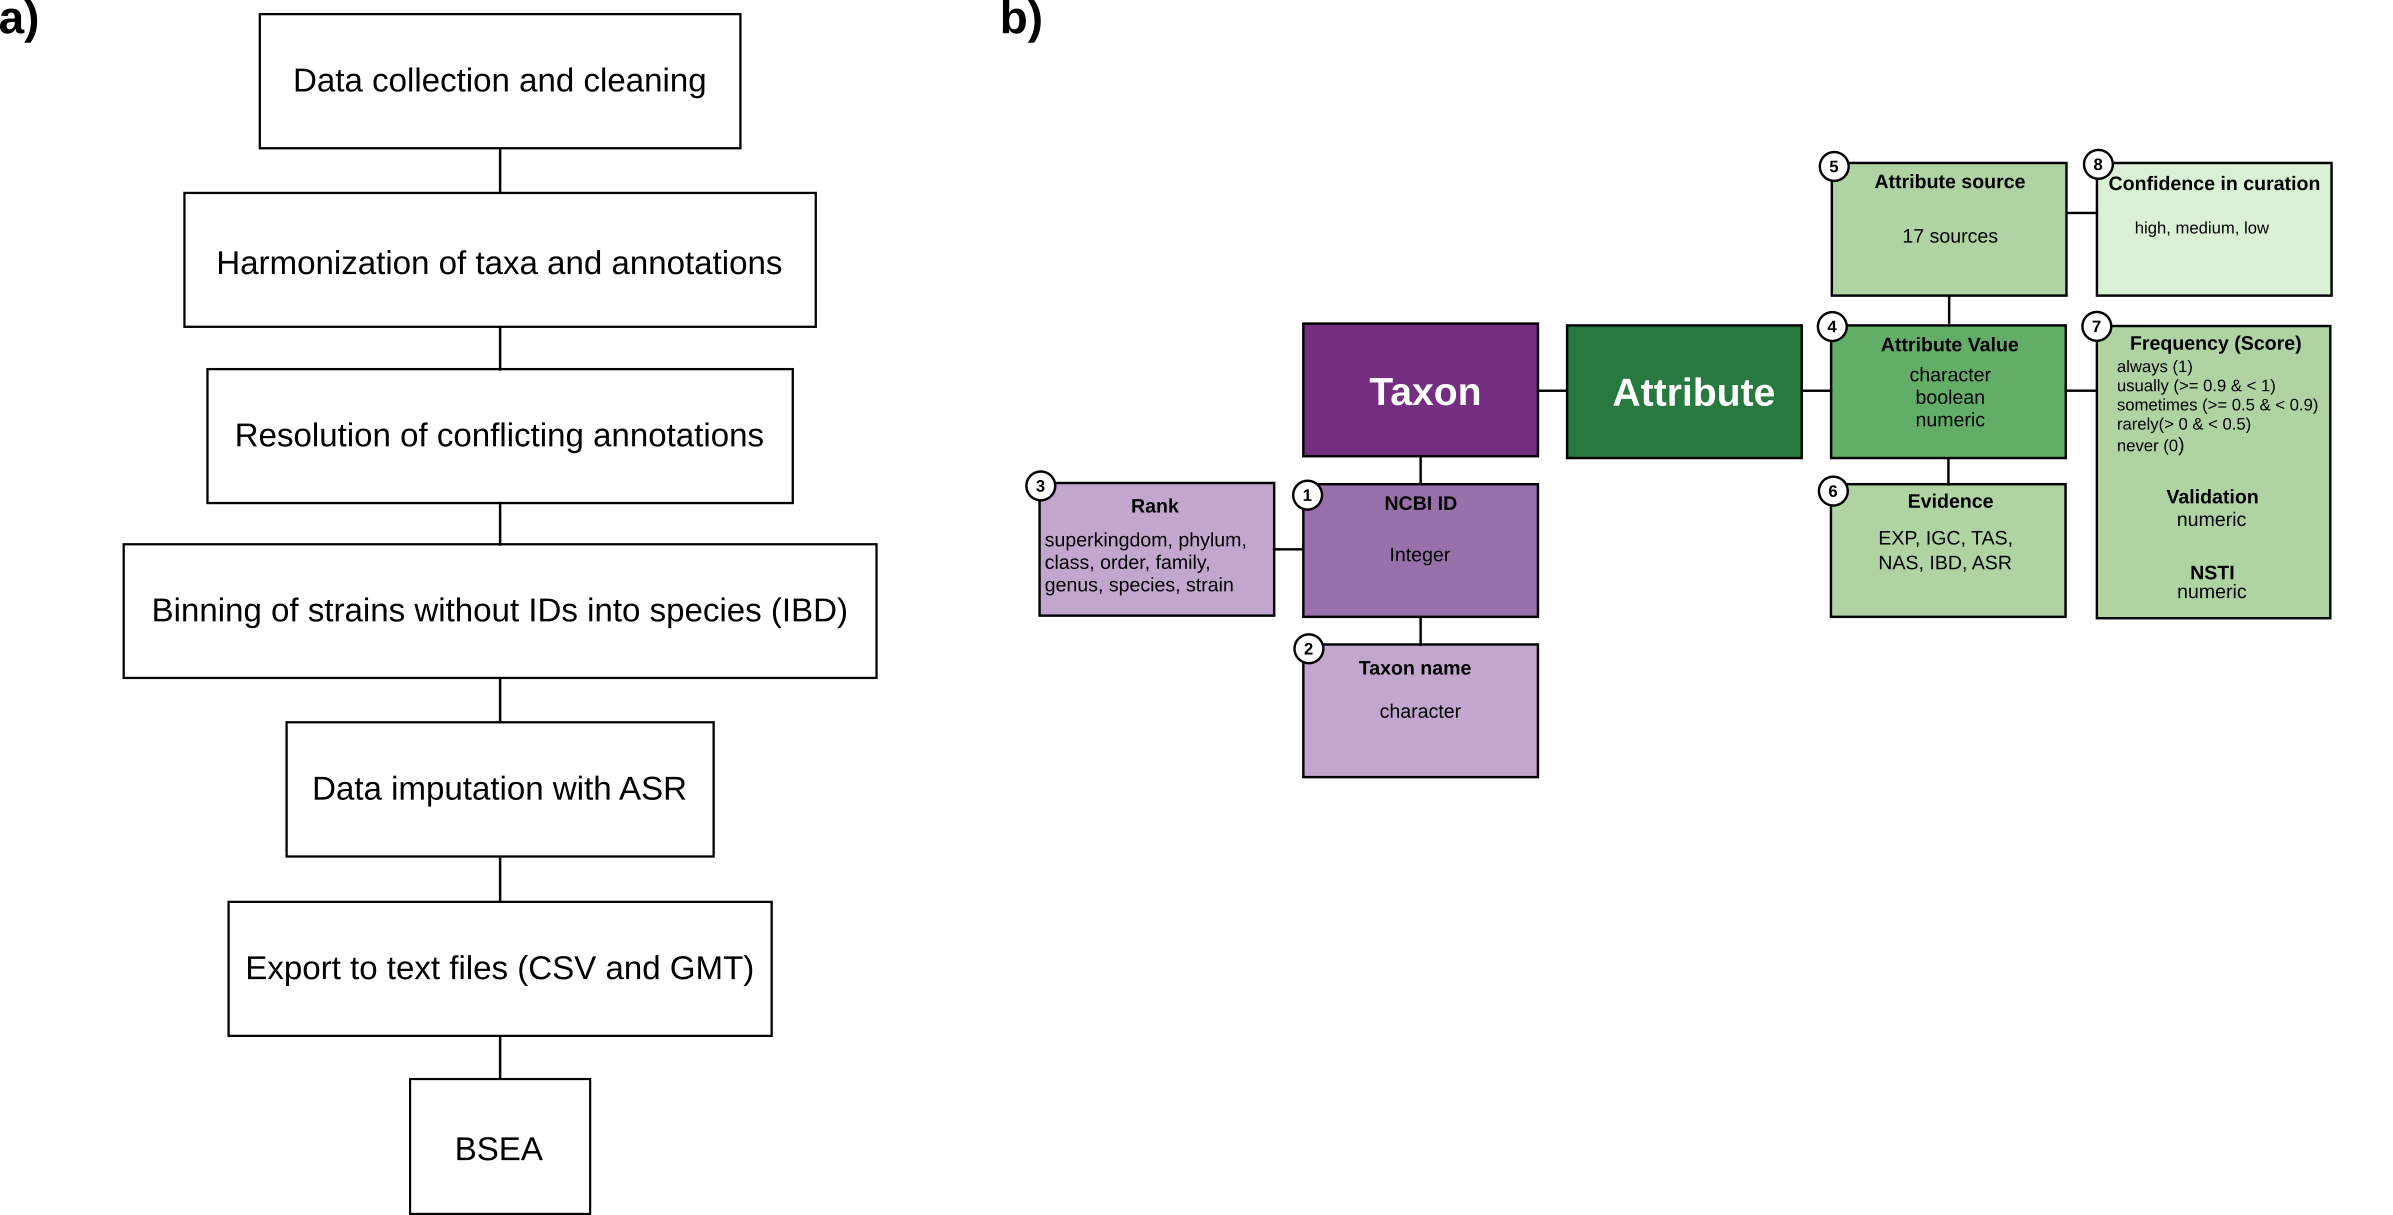 a)
Data collection and cleaning
Harmonization of taxa and annotations
Resolution of conflicting annotations
Binning of strains without IDs into species (IBD)
Data imputation with ASR
Export to text files (CSV and GMT)
BSEA
b)
Taxon
Attribute
1
NCBI ID
Integer
2
Taxon name
character
3
Rank
superkingdom, phylum,
class, order, family,
genus, species, strain
4
Attribute Value
character
boolean
numeric
5
Attribute source
17 sources
6
Evidence
EXP, IGC, TAS,
NAS, IBD, ASR
7
Frequency (Score)
always (1)
usually (>= 0.9 & < 1)
sometimes (>= 0.5 & < 0.9)
rarely(> 0 & < 0.5)
never (0)
Validation
numeric
NSTI
numeric
8
Confidence in curation
high, medium, low